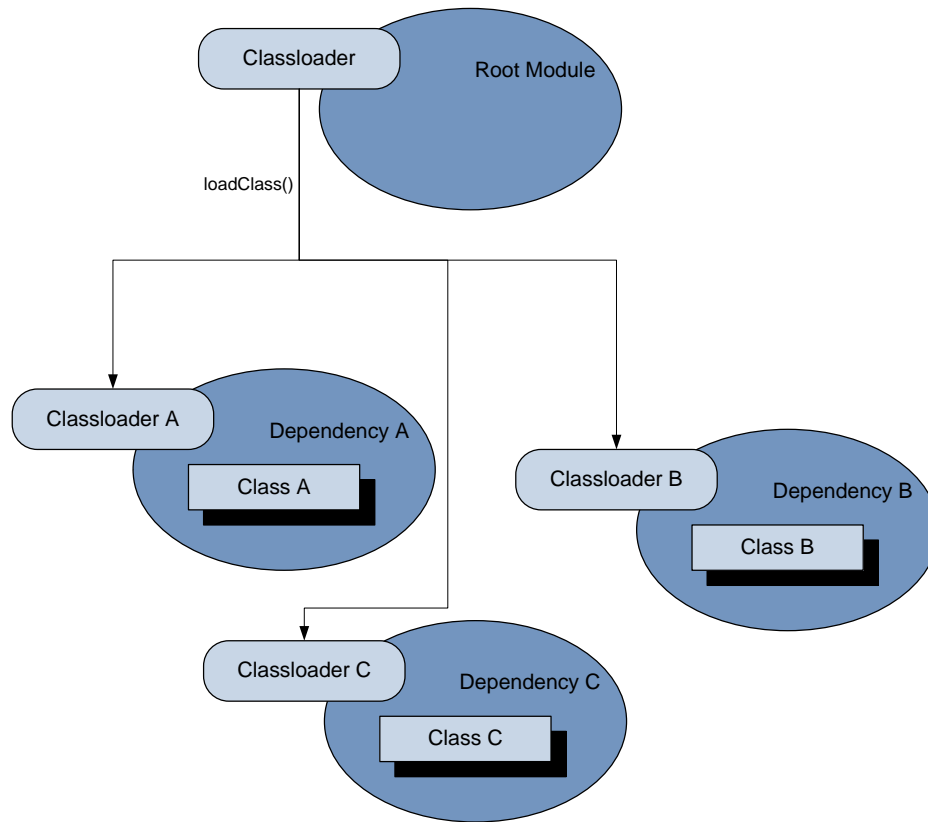 Classloader
Root Module
loadClass()
Classloader A
Dependency A
Class A
Classloader B
Dependency B
Class B
Classloader C
Dependency C
Class C